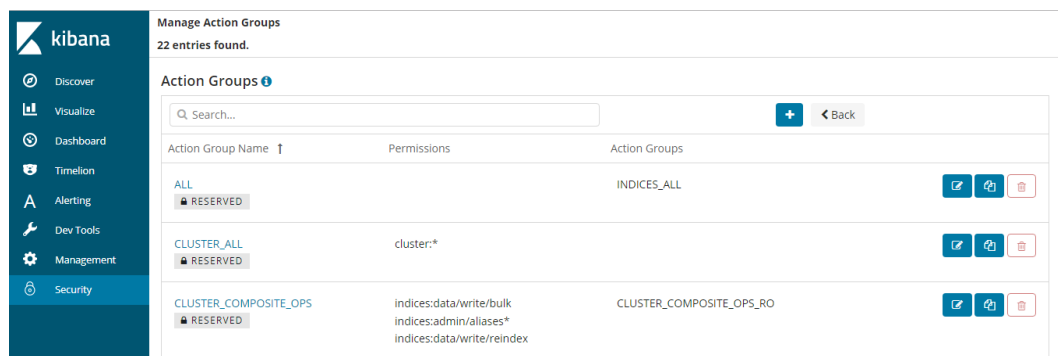 kibana
Discover
Visualize
Dashboard
Timelion
A Alerting
Dev Tools
Management
Security
Manage Action Groups
22 entries found.
Action Groups
Search...
+ Back
Action Group Name Permissions Action Groups
ALL INDICES_ALL
RESERVED
CLUSTER_ALL cluster:*
RESERVED
CLUSTER_COMPOSITE_OPS indices:data/write/bulk CLUSTER_COMPOSITE_OPS_RO
RESERVED indices:admin/aliases*
indices:data/write/reindex